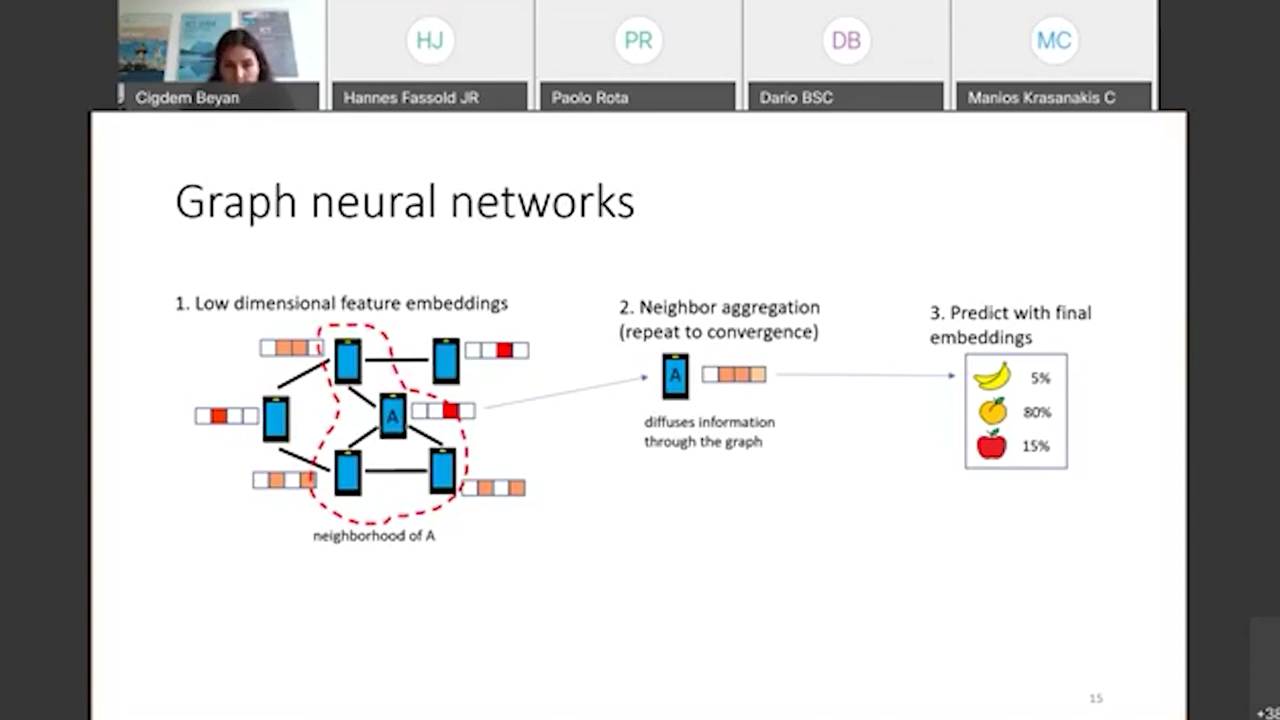 HJ
PR
DB
MC
Cigdem Beyan
Hannes Fassold JR
Paolo Rota
Dario BSC
Manios Krasanakis C
Graph neural networks
1. Low dimensional feature embeddings
A
neighborhood of A
2. Neighbor aggregation
(repeat to convergence)
A
diffuses information
through the graph
3. Predict with final
embeddings
5%
80%
15%
15